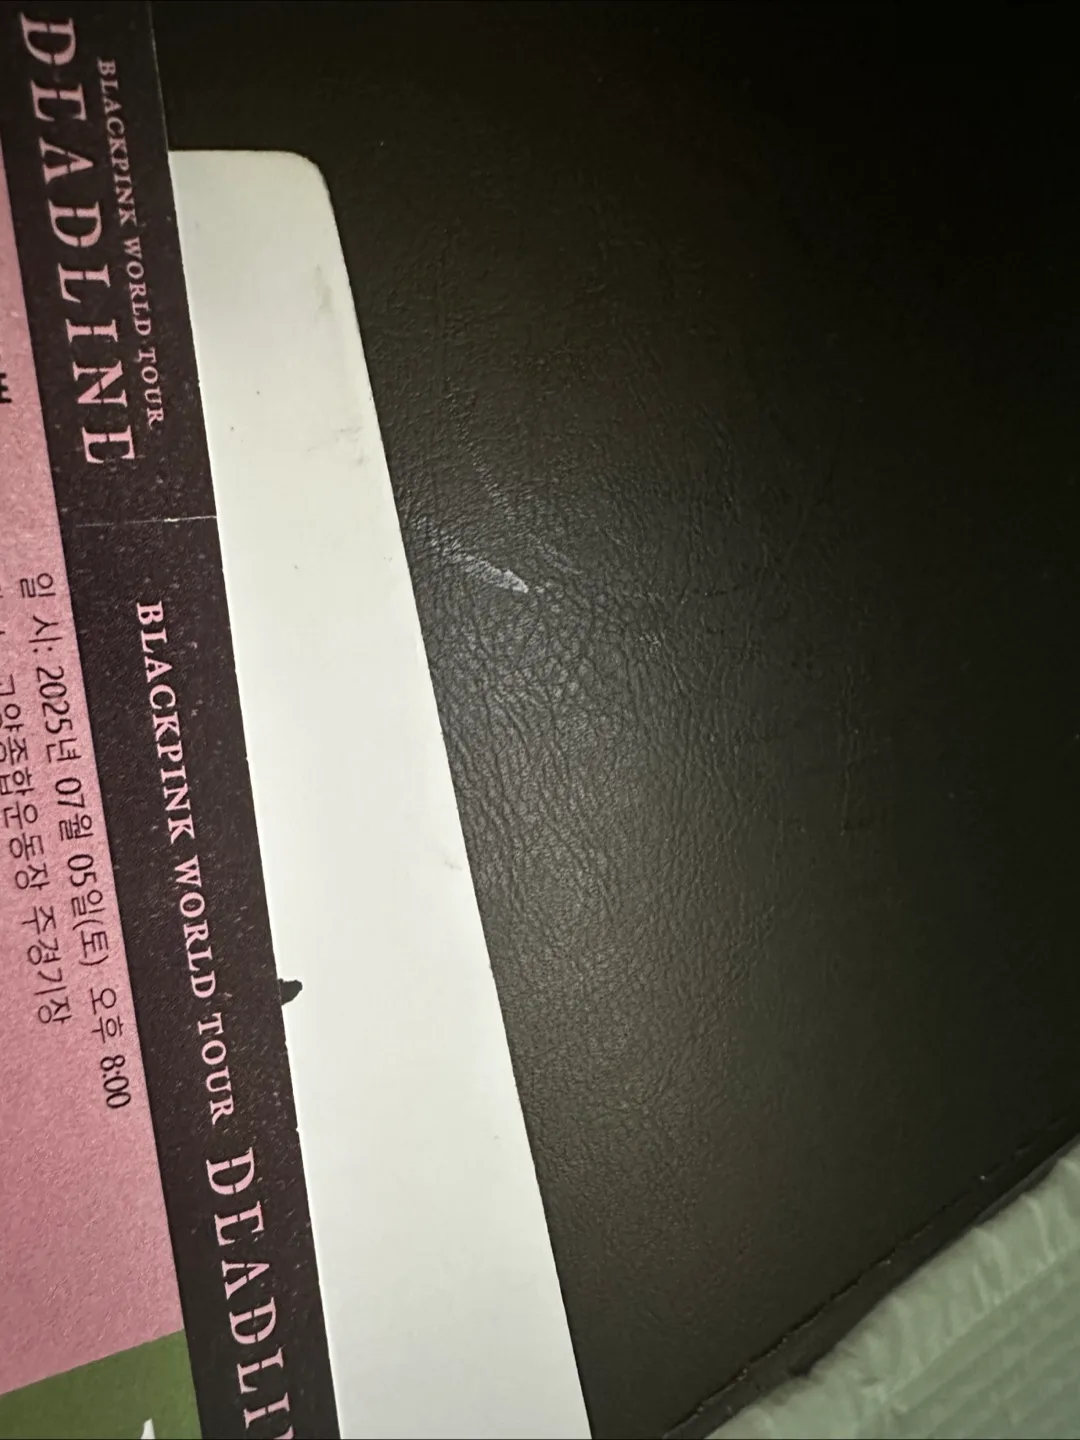 BLACKPINK WORLD TOUR
DEADLINE
BLACKPINK WORLD TOUR DEADLI
일 시: 2025년 07월 05일(토) 오후 8:00
고양종합운동장 주경기장